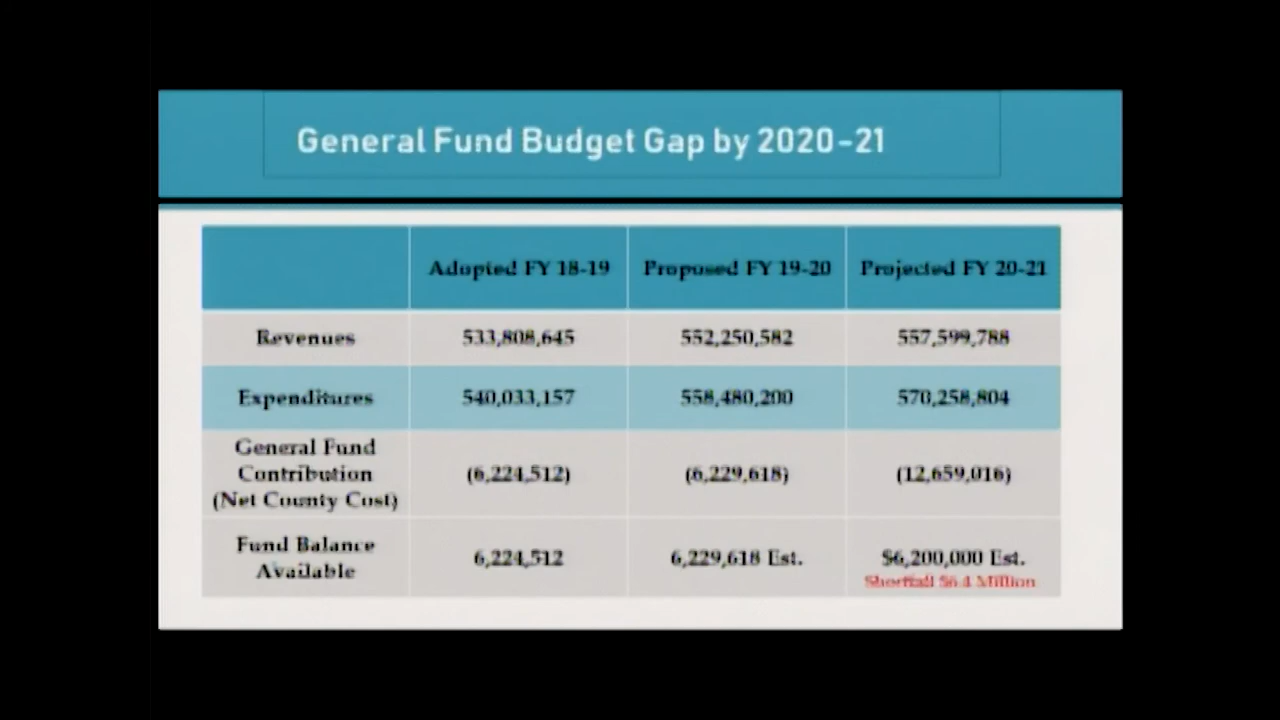 General Fund Budget Gap by 2020-21
Adopted FY 18-19 Proposed FY 19-20 Projected FY 20-21
Revenues 533,808,645 552,250,582 557,599,788
Expenditures 540,033,157 558,480,200 570,258,804
General Fund
Contribution
(Net County Cost) (6,224,512) (6,229,618) (12,659,016)
Fund Balance
Available 6,224,512 6,229,618 Est. $6,200,000 Est.
Shortfall $6.4 Million